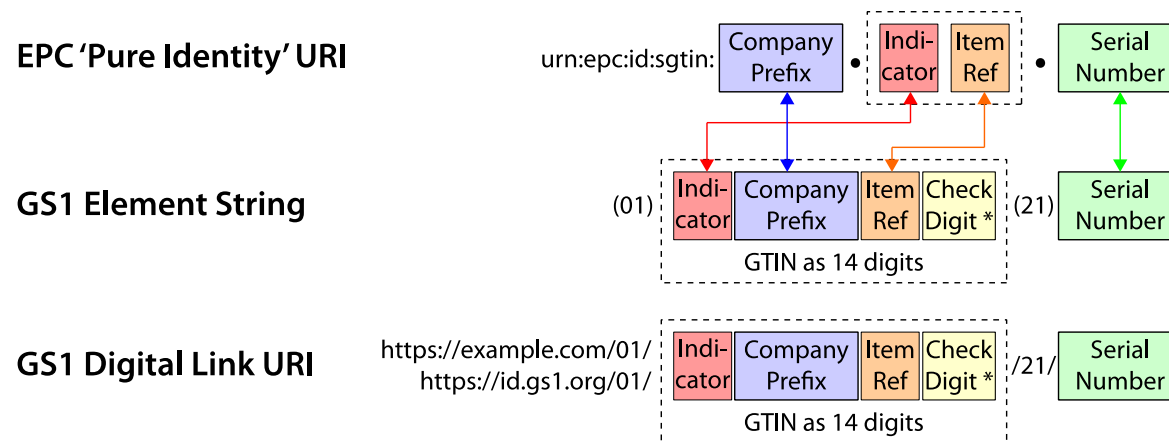 EPC ‘Pure Identity’ URI
urn:epc:id:sgtin:
Company
Prefix
•
Indi-
cator
Item
Ref
•
Serial
Number
GS1 Element String
(01)
Indi-
cator
Company
Prefix
Item
Ref
Check
Digit *
(21)
Serial
Number
GTIN as 14 digits
GS1 Digital Link URI
https://example.com/01/
https://id.gs1.org/01/
Indi-
cator
Company
Prefix
Item
Ref
Check
Digit *
/21/
Serial
Number
GTIN as 14 digits